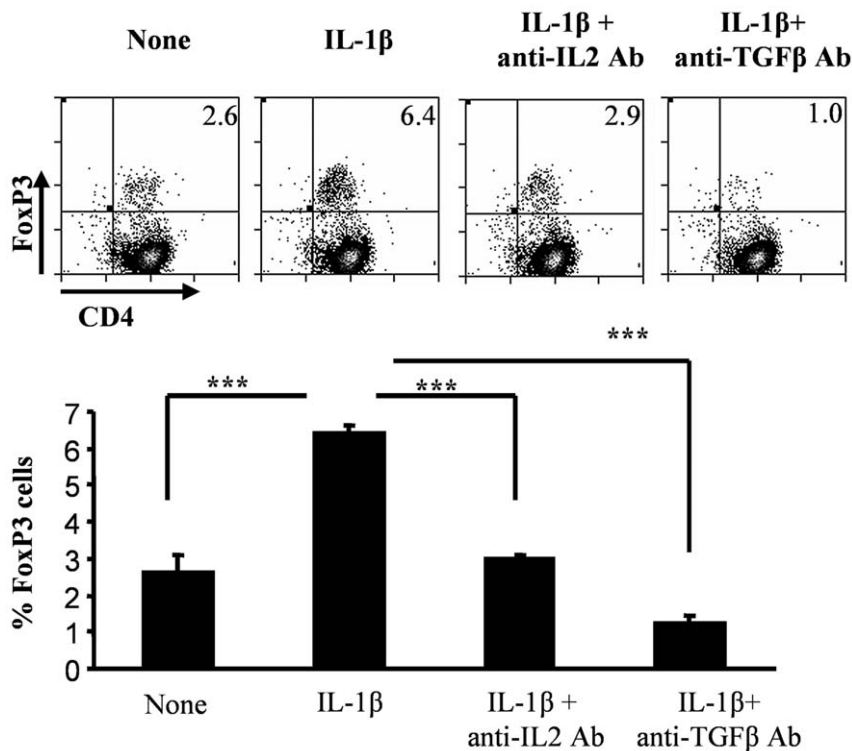 None
IL-1β
IL-1β +
anti-IL2 Ab
IL-1β+
anti-TGFβ Ab
2.6
6.4
2.9
1.0
FoxP3
CD4
***
***
***
% FoxP3 cells
7
6
5
4
3
2
1
0
None
IL-1β
IL-1β +
anti-IL2 Ab
IL-1β+
anti-TGFβ Ab